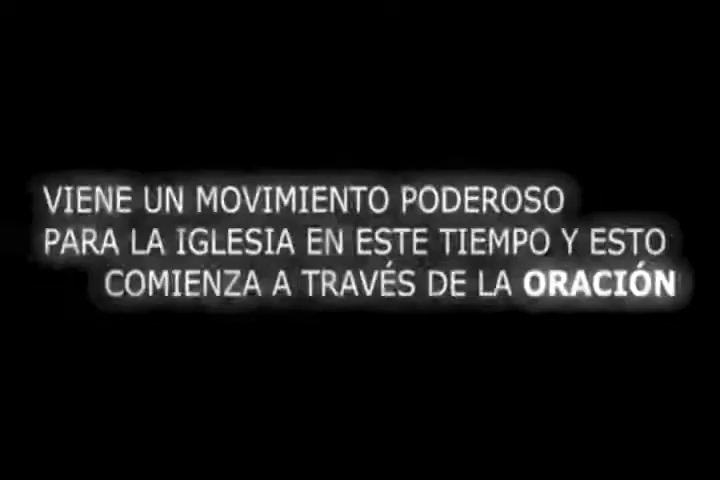 VIENE UN MOVIMIENTO PODEROSO
PARA LA IGLESIA EN ESTE TIEMPO Y ESTO
COMIENZA A TRAVÉS DE LA ORACIÓN